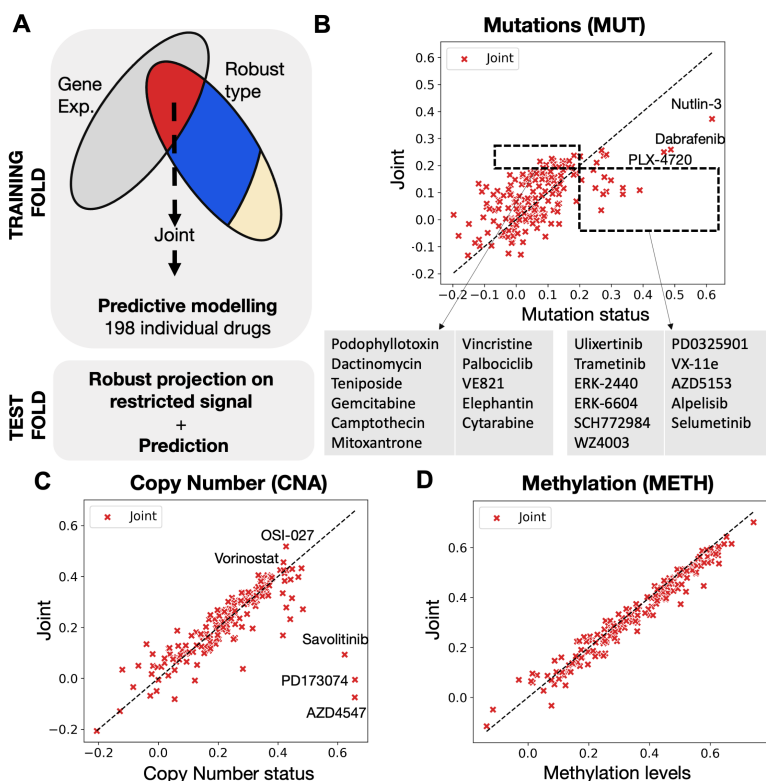 A
Gene
Exp.
Robust
type
TRAINING
FOLD
Joint
Predictive modelling
198 individual drugs
TEST
FOLD
Robust projection on
restricted signal
+
Prediction
B
Mutations (MUT)
Joint
Nutlin-3
Dabrafenib
PLX-4720
Joint
0.6
0.5
0.4
0.3
0.2
0.1
0.0
-0.1
-0.2
−0.2 −0.1 0.0 0.1 0.2 0.3 0.4 0.5 0.6
Mutation status
Podophyllotoxin
Dactinomycin
Teniposide
Gemcitabine
Camptothecin
Mitoxantrone
Vincristine
Palbociclib
VE821
Elephantin
Cytarabine
Ulixertinib
Trametinib
ERK-2440
ERK-6604
SCH772984
WZ4003
PD0325901
VX-11e
AZD5153
Alpelisib
Selumetinib
C
Copy Number (CNA)
Joint
OSI-027
Vorinostat
Savolitinib
PD173074
AZD4547
Joint
0.6
0.4
0.2
0.0
−0.2
−0.2 0.0 0.2 0.4 0.6
Copy Number status
D
Methylation (METH)
Joint
Joint
0.6
0.4
0.2
0.0
0.0 0.2 0.4 0.6
Methylation levels